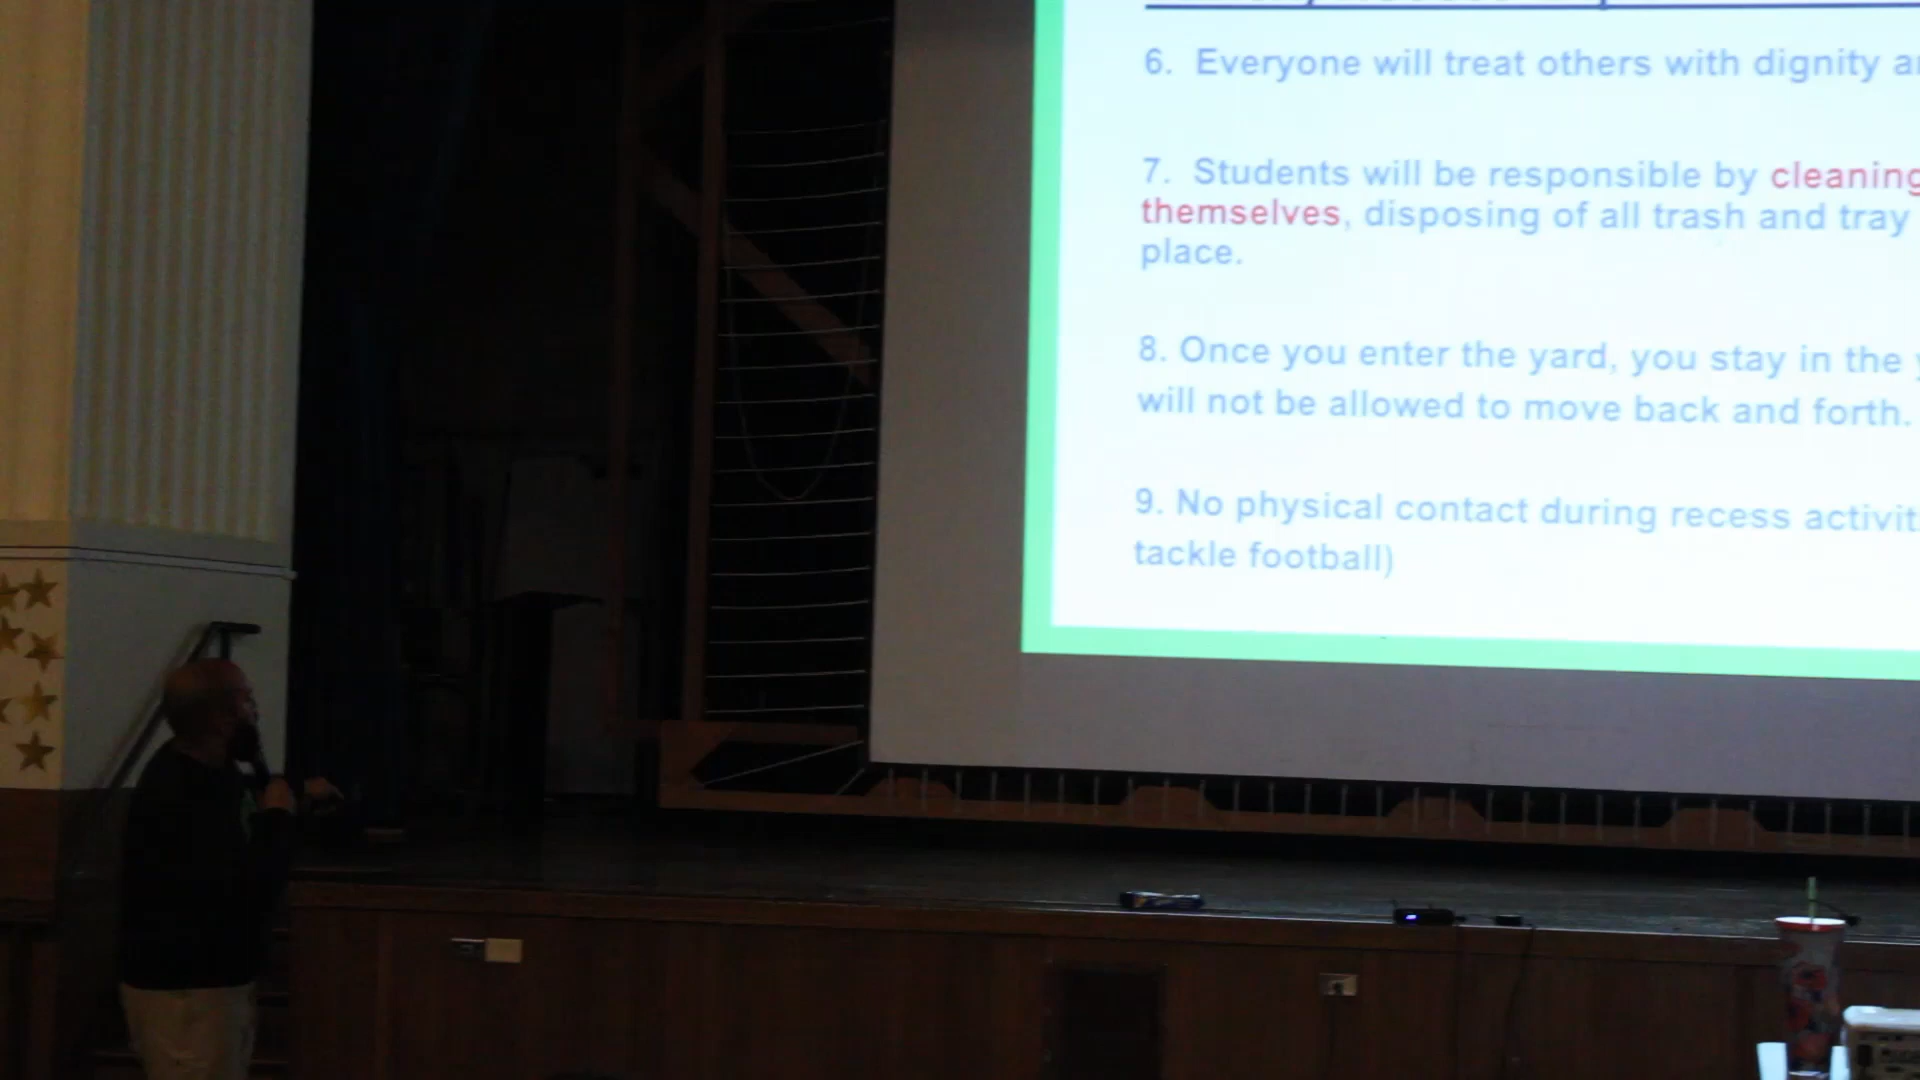 6. Everyone will treat others with dignity
7. Students will be responsible by cleaning
themselves, disposing of all trash and tray
place.
8. Once you enter the yard, you stay in the
will not be allowed to move back and forth.
9. No physical contact during recess
tackle football)